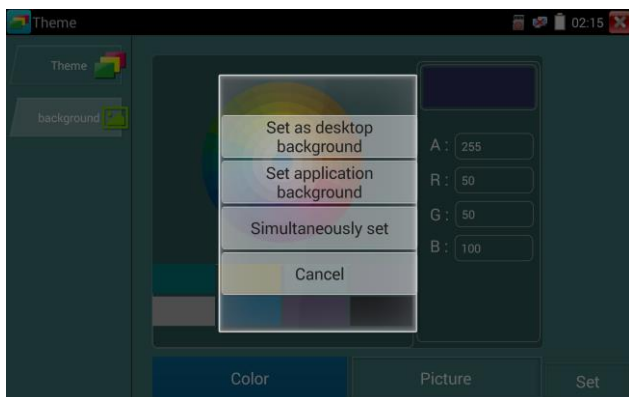 Theme
02:15
Theme
background
Set as desktop
background
Set application
background
Simultaneously set
Cancel
A : 255
R : 50
G : 50
B : 100
Color
Picture
Set